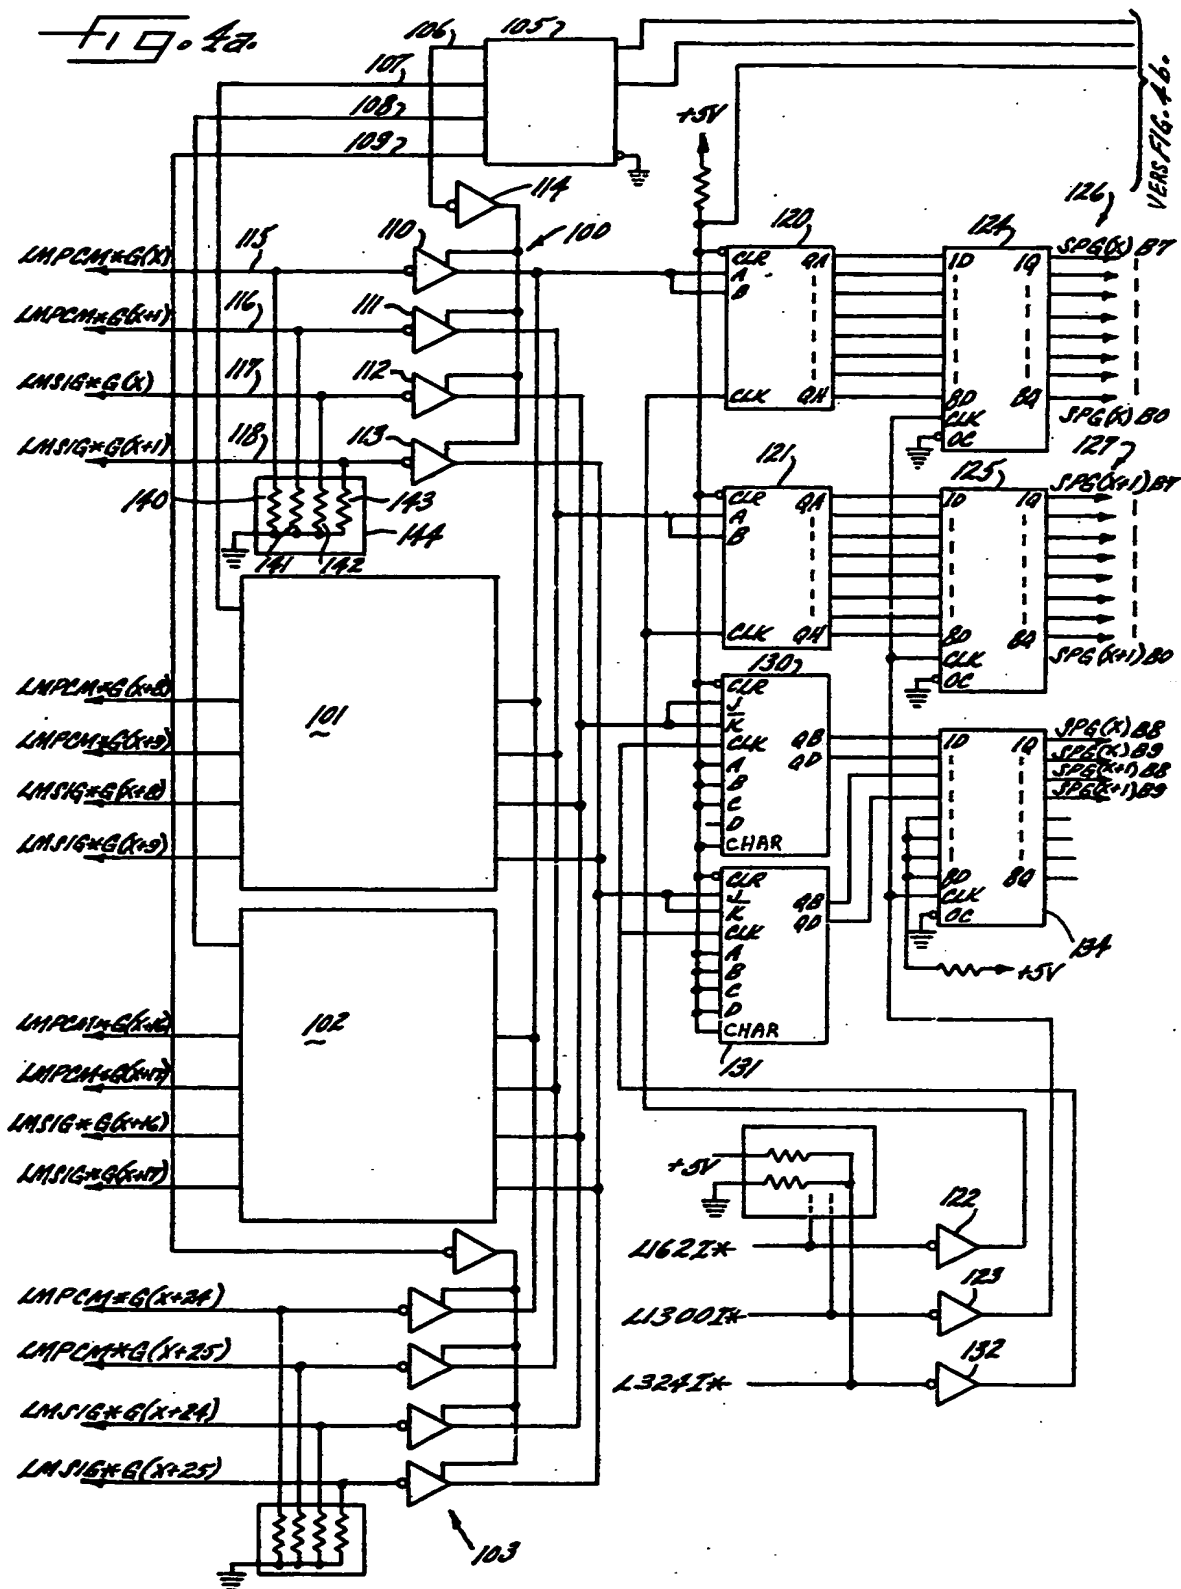 Fig. 4a.
106
105
107
108
109
+5V
VERS FIG. 4b.
114
126
110
100
120
124
LMPCM*G(X)
115
CLR
QA
1D
1Q
SPG(X)B7
A
B
116
111
LMPCM*G(X+1)
117
112
LMSIG*G(X)
CLK
QH
8D
8Q
SPG(X)B0
CLK
OC
118
113
LMSIG*G(X+1)
121
125
127
140
143
144
141
142
CLR
QA
1D
1Q
SPG(X+1)B7
A
B
CLK
QH
8D
8Q
SPG(X+1)B0
CLK
OC
130
LMPCM*G(X+8)
LMPCM*G(X+9)
LMSIG*G(X+8)
LMSIG*G(X+9)
101
CLR
J
K
CLK
A
B
C
D
CHAR
QB
QD
1D
1Q
SPG(X)B8
SPG(X)B9
SPG(X+1)B8
SPG(X+1)B9
8D
8Q
CLK
OC
134
+5V
CLR
J
K
CLK
A
B
C
D
CHAR
QB
QD
131
102
LMPCM*G(X+16)
LMPCM*G(X+17)
LMSIG*G(X+16)
LMSIG*G(X+17)
+5V
L162I*
122
L1300I*
123
L324I*
132
LMPCM*G(X+24)
LMPCM*G(X+25)
LMSIG*G(X+24)
LMSIG*G(X+25)
103